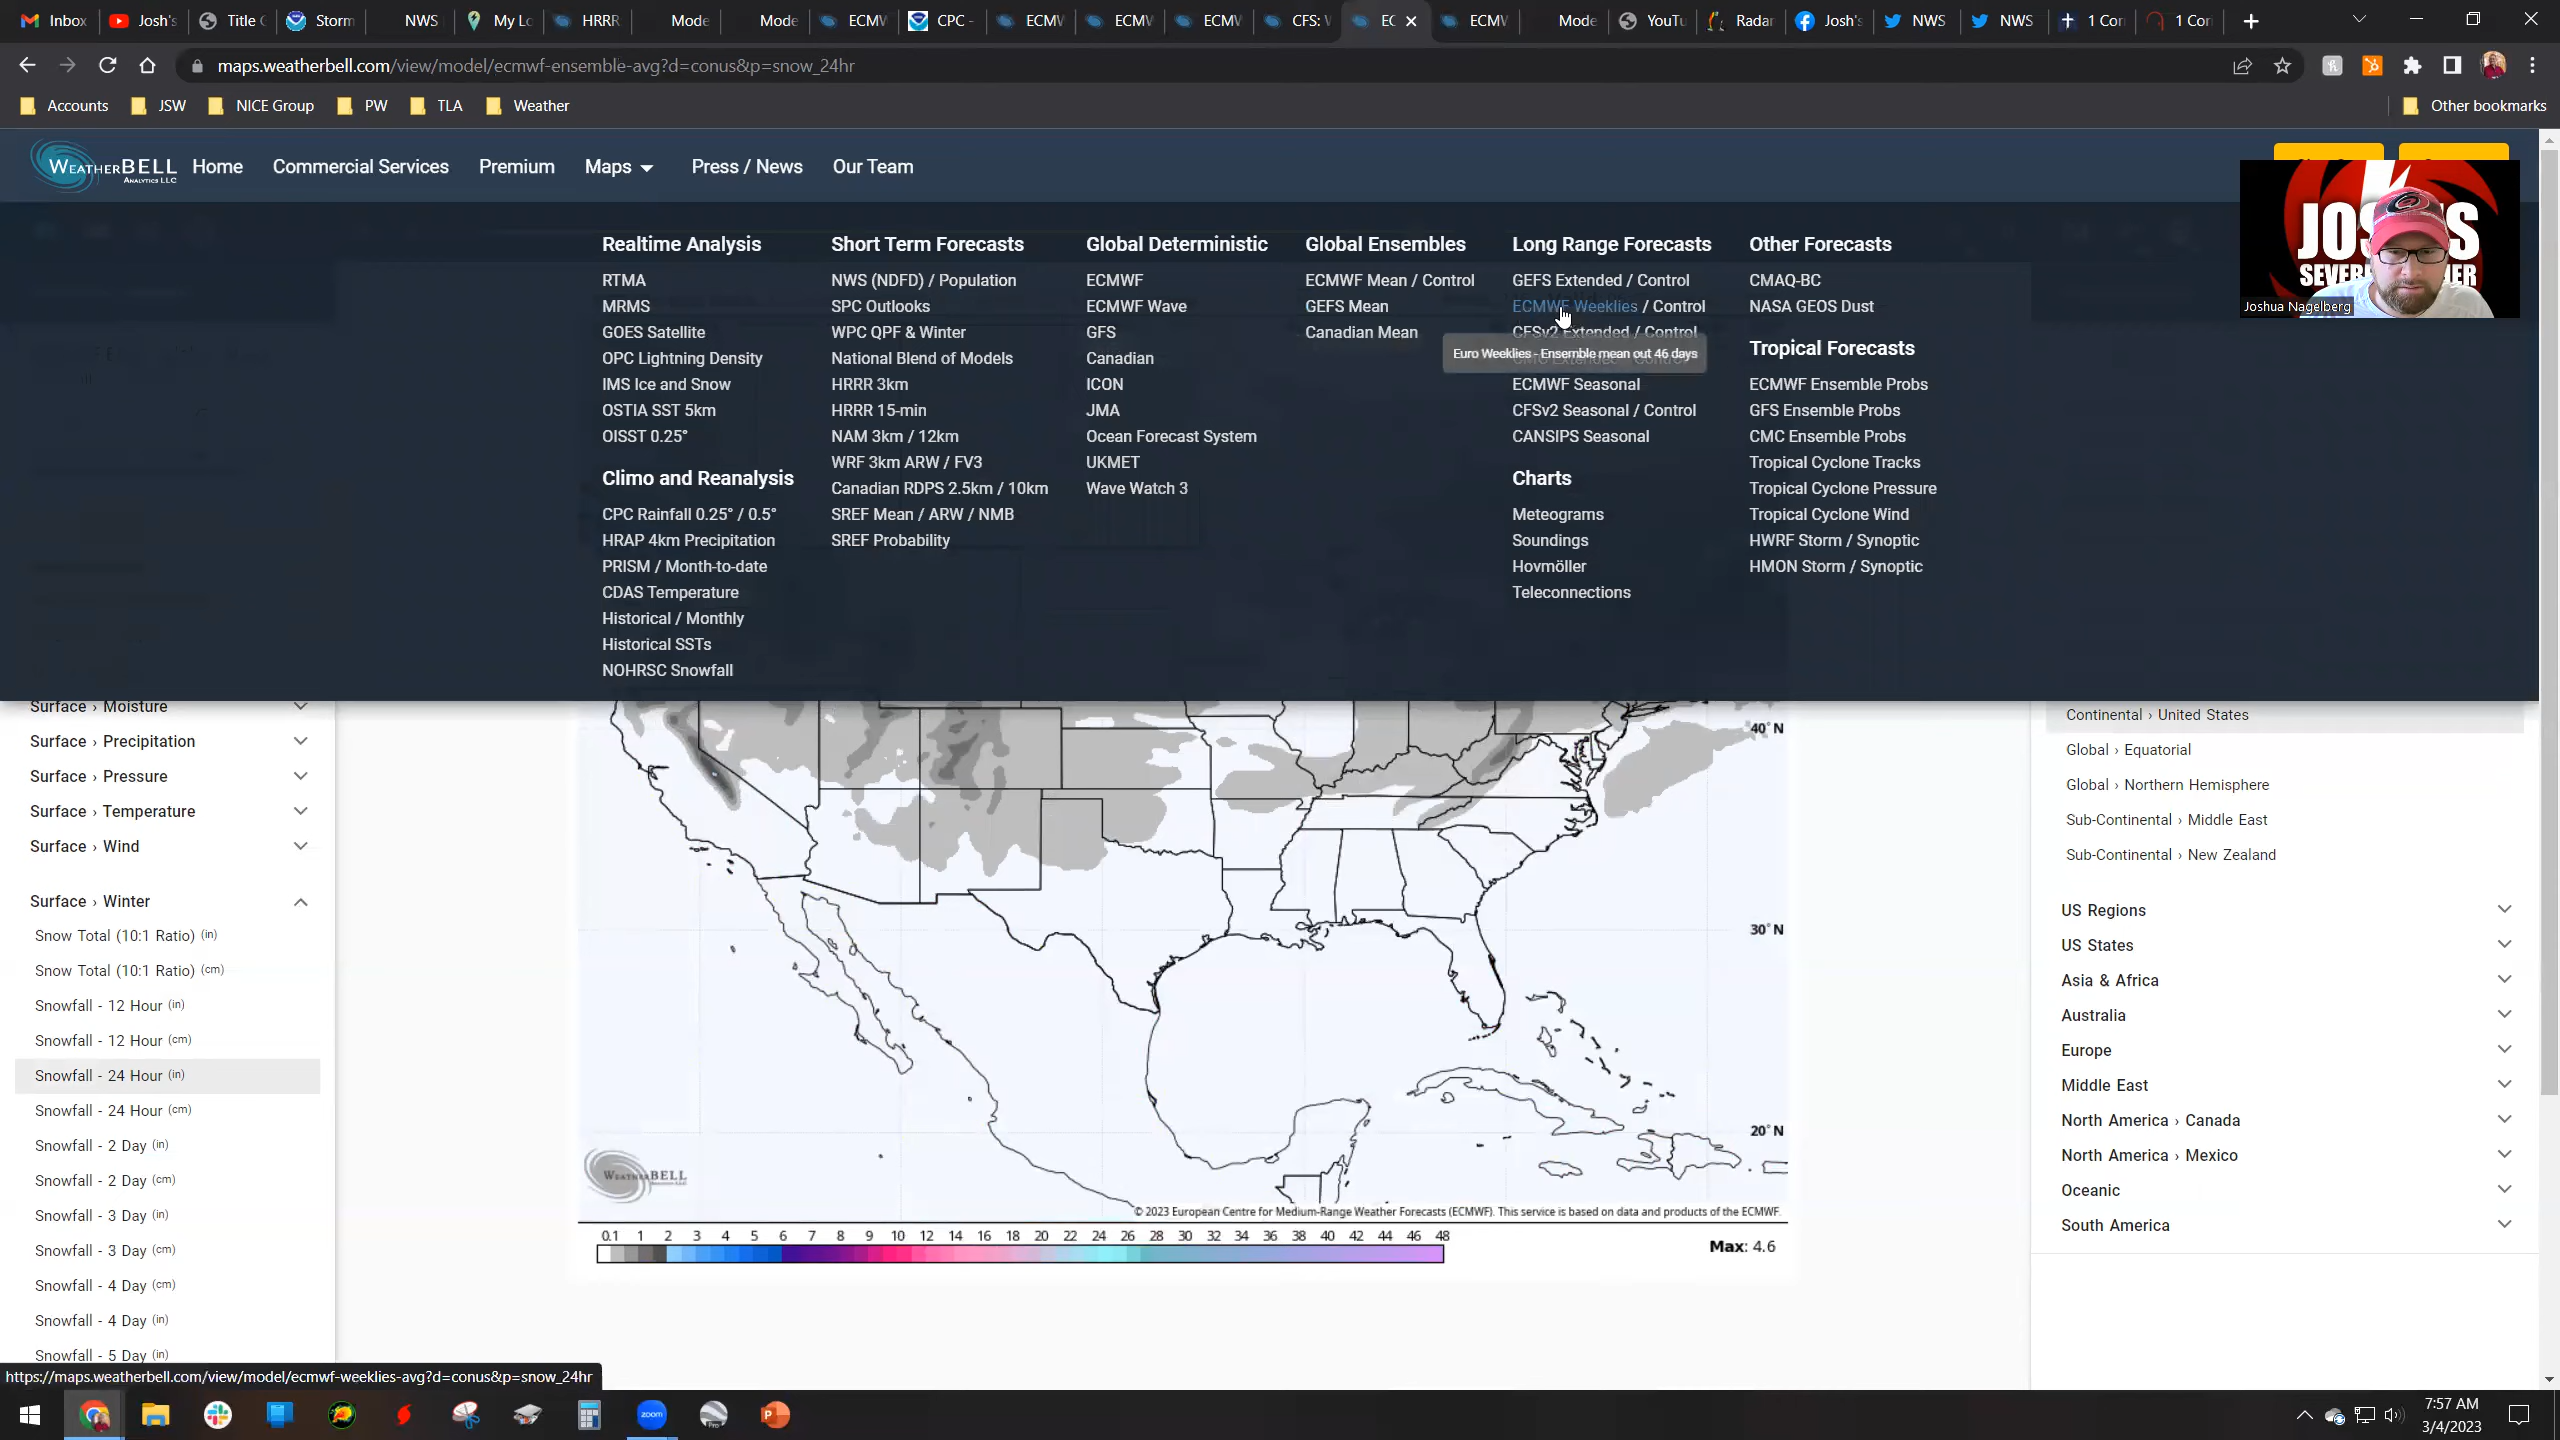 Inbox
Josh's
Title
Storm
NWS
My Lo
HRRR
Mode
Mode
ECMW
CPC -
ECMW
ECMW
ECMW
CFS: V
EC
ECMW
Mode
YouTu
Radar
Josh's
NWS
NWS
1 Cor
1 Cor
maps.weatherbell.com/view/model/ecmwf-ensemble-avg?d=conus&p=snow_24hr
Accounts
JSW
NICE Group
PW
TLA
Weather
Other bookmarks
WEATHERBELL
ANALYTICS LLC
Home
Commercial Services
Premium
Maps
Press / News
Our Team
Joshua Nagelberg
Realtime Analysis
RTMA
MRMS
GOES Satellite
OPC Lightning Density
IMS Ice and Snow
OSTIA SST 5km
OISST 0.25°
Climo and Reanalysis
CPC Rainfall 0.25° / 0.5°
HRAP 4km Precipitation
PRISM / Month-to-date
CDAS Temperature
Historical / Monthly
Historical SSTs
NOHRSC Snowfall
Short Term Forecasts
NWS (NDFD) / Population
SPC Outlooks
WPC QPF & Winter
National Blend of Models
HRRR 3km
HRRR 15-min
NAM 3km / 12km
WRF 3km ARW / FV3
Canadian RDPS 2.5km / 10km
SREF Mean / ARW / NMB
SREF Probability
Global Deterministic
ECMWF
ECMWF Wave
GFS
Canadian
ICON
JMA
Ocean Forecast System
UKMET
Wave Watch 3
Global Ensembles
ECMWF Mean / Control
GEFS Mean
Canadian Mean
Long Range Forecasts
GEFS Extended / Control
ECMWF Weeklies / Control
CFSv2 Extended / Control
Euro Weeklies - Ensemble mean out 46 days
ECMWF Seasonal
CFSv2 Seasonal / Control
CANSIPS Seasonal
Charts
Meteograms
Soundings
Hovmöller
Teleconnections
Other Forecasts
CMAQ-BC
NASA GEOS Dust
Tropical Forecasts
ECMWF Ensemble Probs
GFS Ensemble Probs
CMC Ensemble Probs
Tropical Cyclone Tracks
Tropical Cyclone Pressure
Tropical Cyclone Wind
HWRF Storm / Synoptic
HMON Storm / Synoptic
Surface › Moisture
Surface › Precipitation
Surface › Pressure
Surface › Temperature
Surface › Wind
Surface › Winter
Snow Total (10:1 Ratio) (in)
Snow Total (10:1 Ratio) (cm)
Snowfall - 12 Hour (in)
Snowfall - 12 Hour (cm)
Snowfall - 24 Hour (in)
Snowfall - 24 Hour (cm)
Snowfall - 2 Day (in)
Snowfall - 2 Day (cm)
Snowfall - 3 Day (in)
Snowfall - 3 Day (cm)
Snowfall - 4 Day (cm)
Snowfall - 4 Day (in)
Snowfall - 5 Day (in)
40°N
30°N
20°N
WEATHERBELL
© 2023 European Centre for Medium-Range Weather Forecasts (ECMWF). This service is based on data and products of the ECMWF.
0.1 1 2 3 4 5 6 7 8 9 10 12 14 16 18 20 22 24 26 28 30 32 34 36 38 40 42 44 46 48
Max: 4.6
Continental › United States
Global › Equatorial
Global › Northern Hemisphere
Sub-Continental › Middle East
Sub-Continental › New Zealand
US Regions
US States
Asia & Africa
Australia
Europe
Middle East
North America › Canada
North America › Mexico
Oceanic
South America
https://maps.weatherbell.com/view/model/ecmwf-weeklies-avg?d=conus&p=snow_24hr
zoom
7:57 AM
3/4/2023